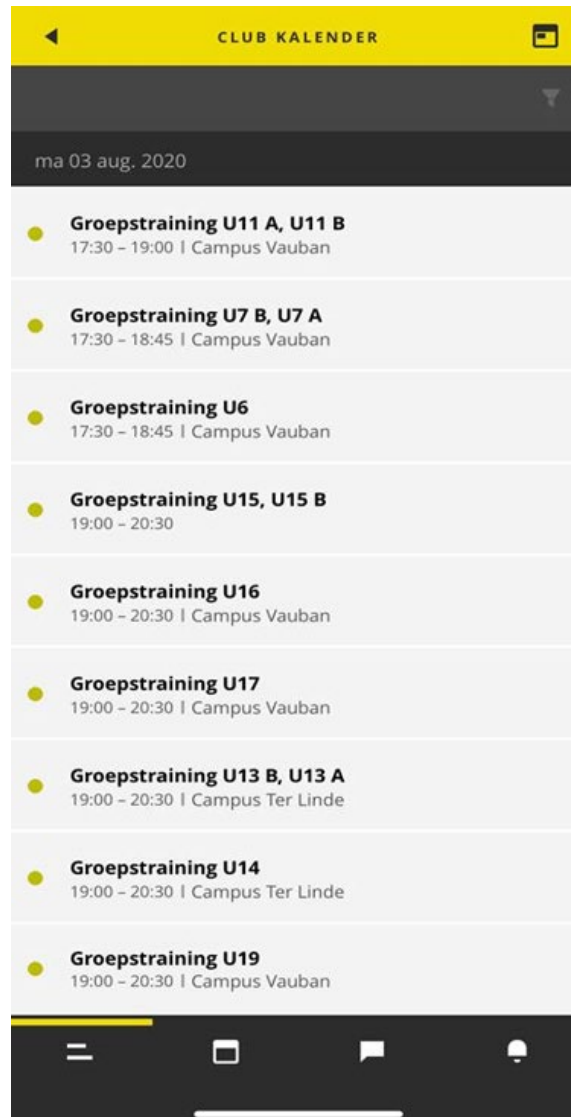 CLUB KALENDER
ma 03 aug. 2020
Groepstraining U11 A, U11 B
17:30 – 19:00 | Campus Vauban
Groepstraining U7 B, U7 A
17:30 – 18:45 | Campus Vauban
Groepstraining U6
17:30 – 18:45 | Campus Vauban
Groepstraining U15, U15 B
19:00 – 20:30
Groepstraining U16
19:00 – 20:30 | Campus Vauban
Groepstraining U17
19:00 – 20:30 | Campus Vauban
Groepstraining U13 B, U13 A
19:00 – 20:30 | Campus Ter Linde
Groepstraining U14
19:00 – 20:30 | Campus Ter Linde
Groepstraining U19
19:00 – 20:30 | Campus Vauban